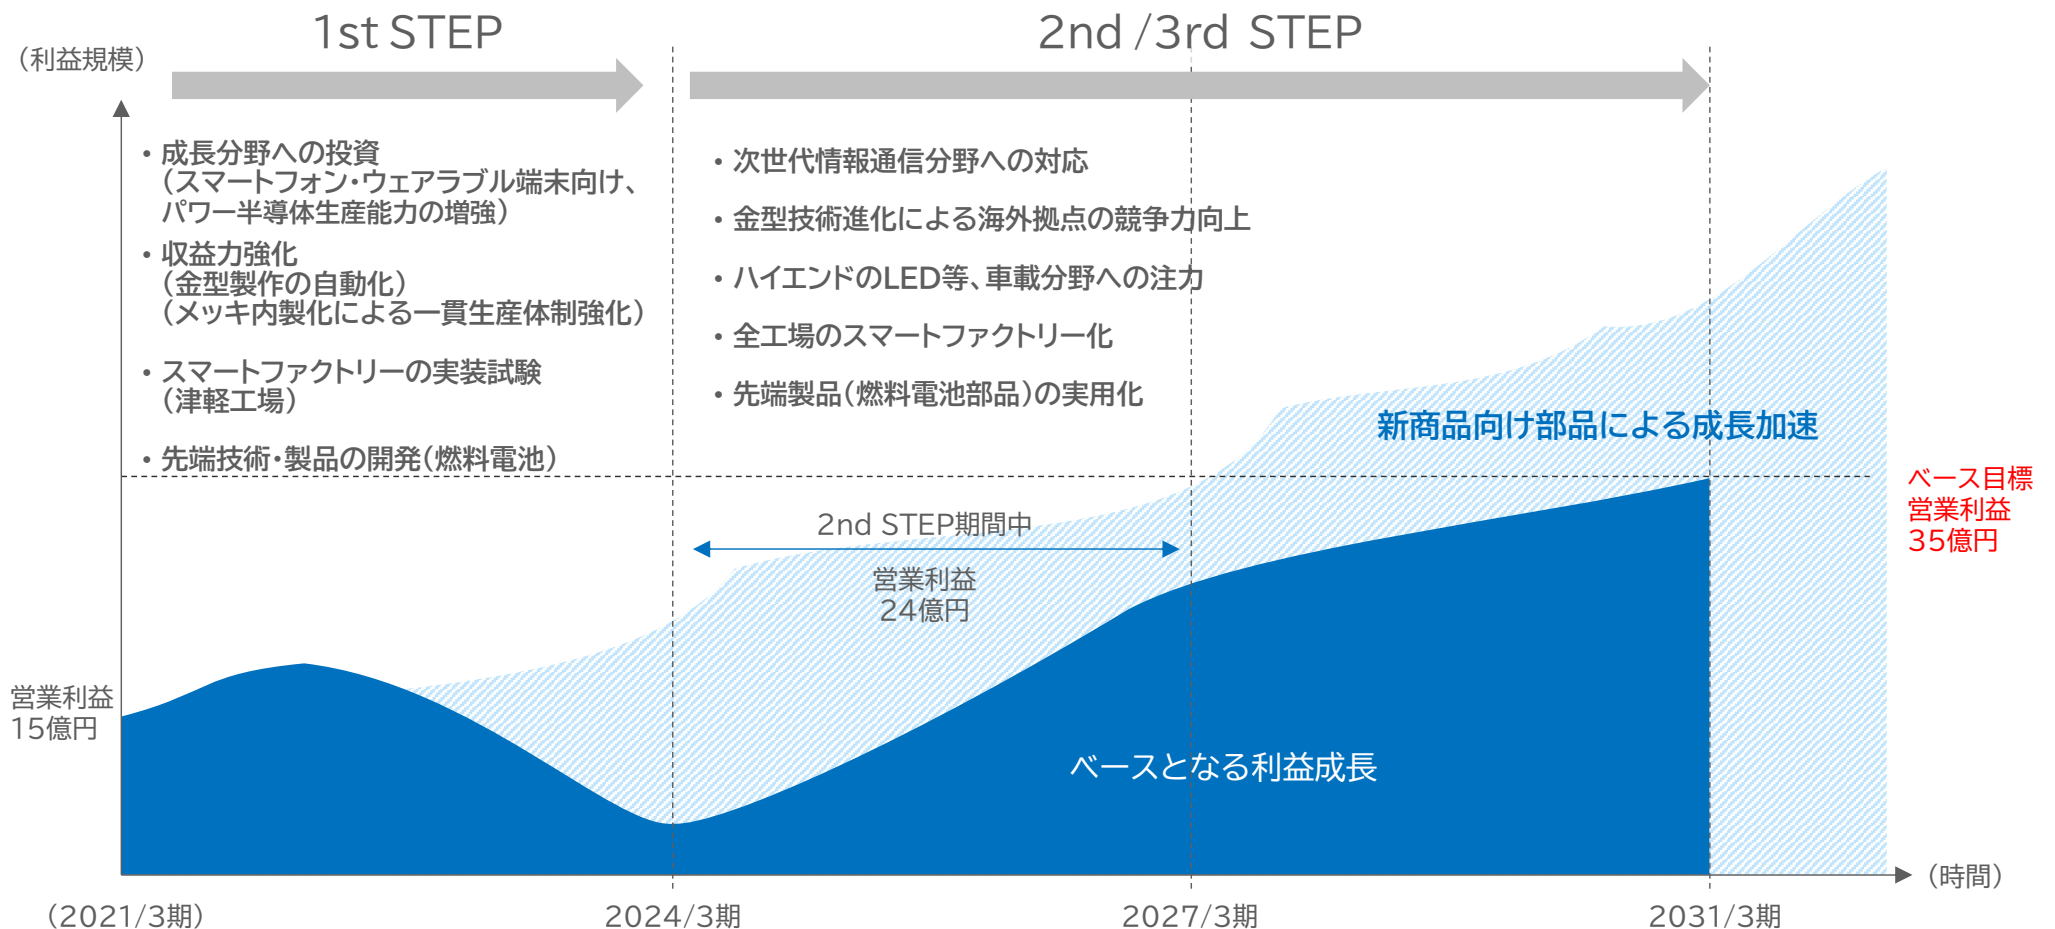 1st STEP
2nd /3rd STEP
（利益規模）
・成長分野への投資
（スマートフォン・ウェアラブル端末向け、
パワー半導体生産能力の増強）
・収益力強化
（金型製作の自動化）
（メッキ内製化による一貫生産体制強化）
・スマートファクトリーの実装試験
（津軽工場）
・先端技術・製品の開発（燃料電池）
・次世代情報通信分野への対応
・金型技術進化による海外拠点の競争力向上
・ハイエンドのLED等、車載分野への注力
・全工場のスマートファクトリー化
・先端製品（燃料電池部品）の実用化
新商品向け部品による成長加速
ベース目標
営業利益
35億円
2nd STEP期間中
営業利益
24億円
営業利益
15億円
ベースとなる利益成長
（時間）
（2021/3期）
2024/3期
2027/3期
2031/3期